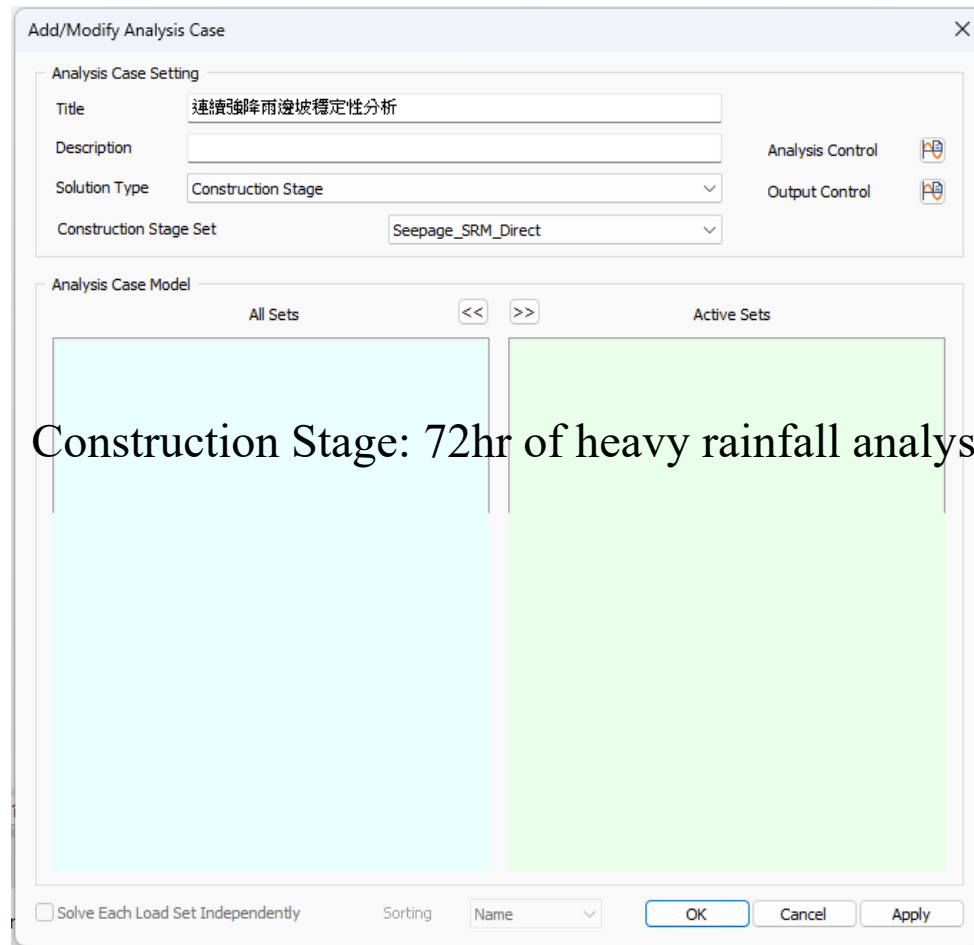 Add/Modify Analysis Case
Analysis Case Setting
Title 連續強降雨邊坡穩定性分析
Description Analysis Control
Solution Type Construction Stage Output Control
Construction Stage Set Seepage_SRM_Direct
Analysis Case Model
All Sets << >> Active Sets
Construction Stage: 72hr of heavy rainfall analys
Solve Each Load Set Independently Sorting Name OK Cancel Apply